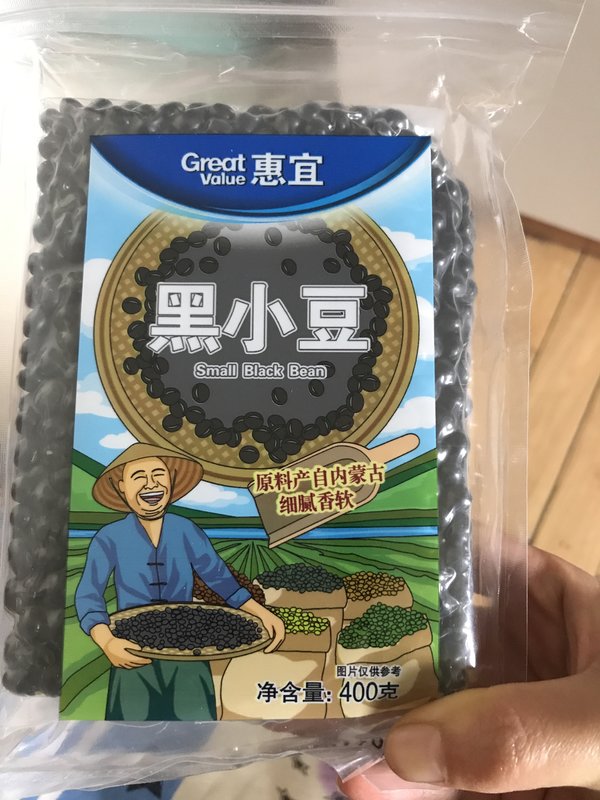 Great Value 惠宜
黑小豆
Small Black Bean
原料产自内蒙古
细腻香软
图片仅供参考
净含量: 400克